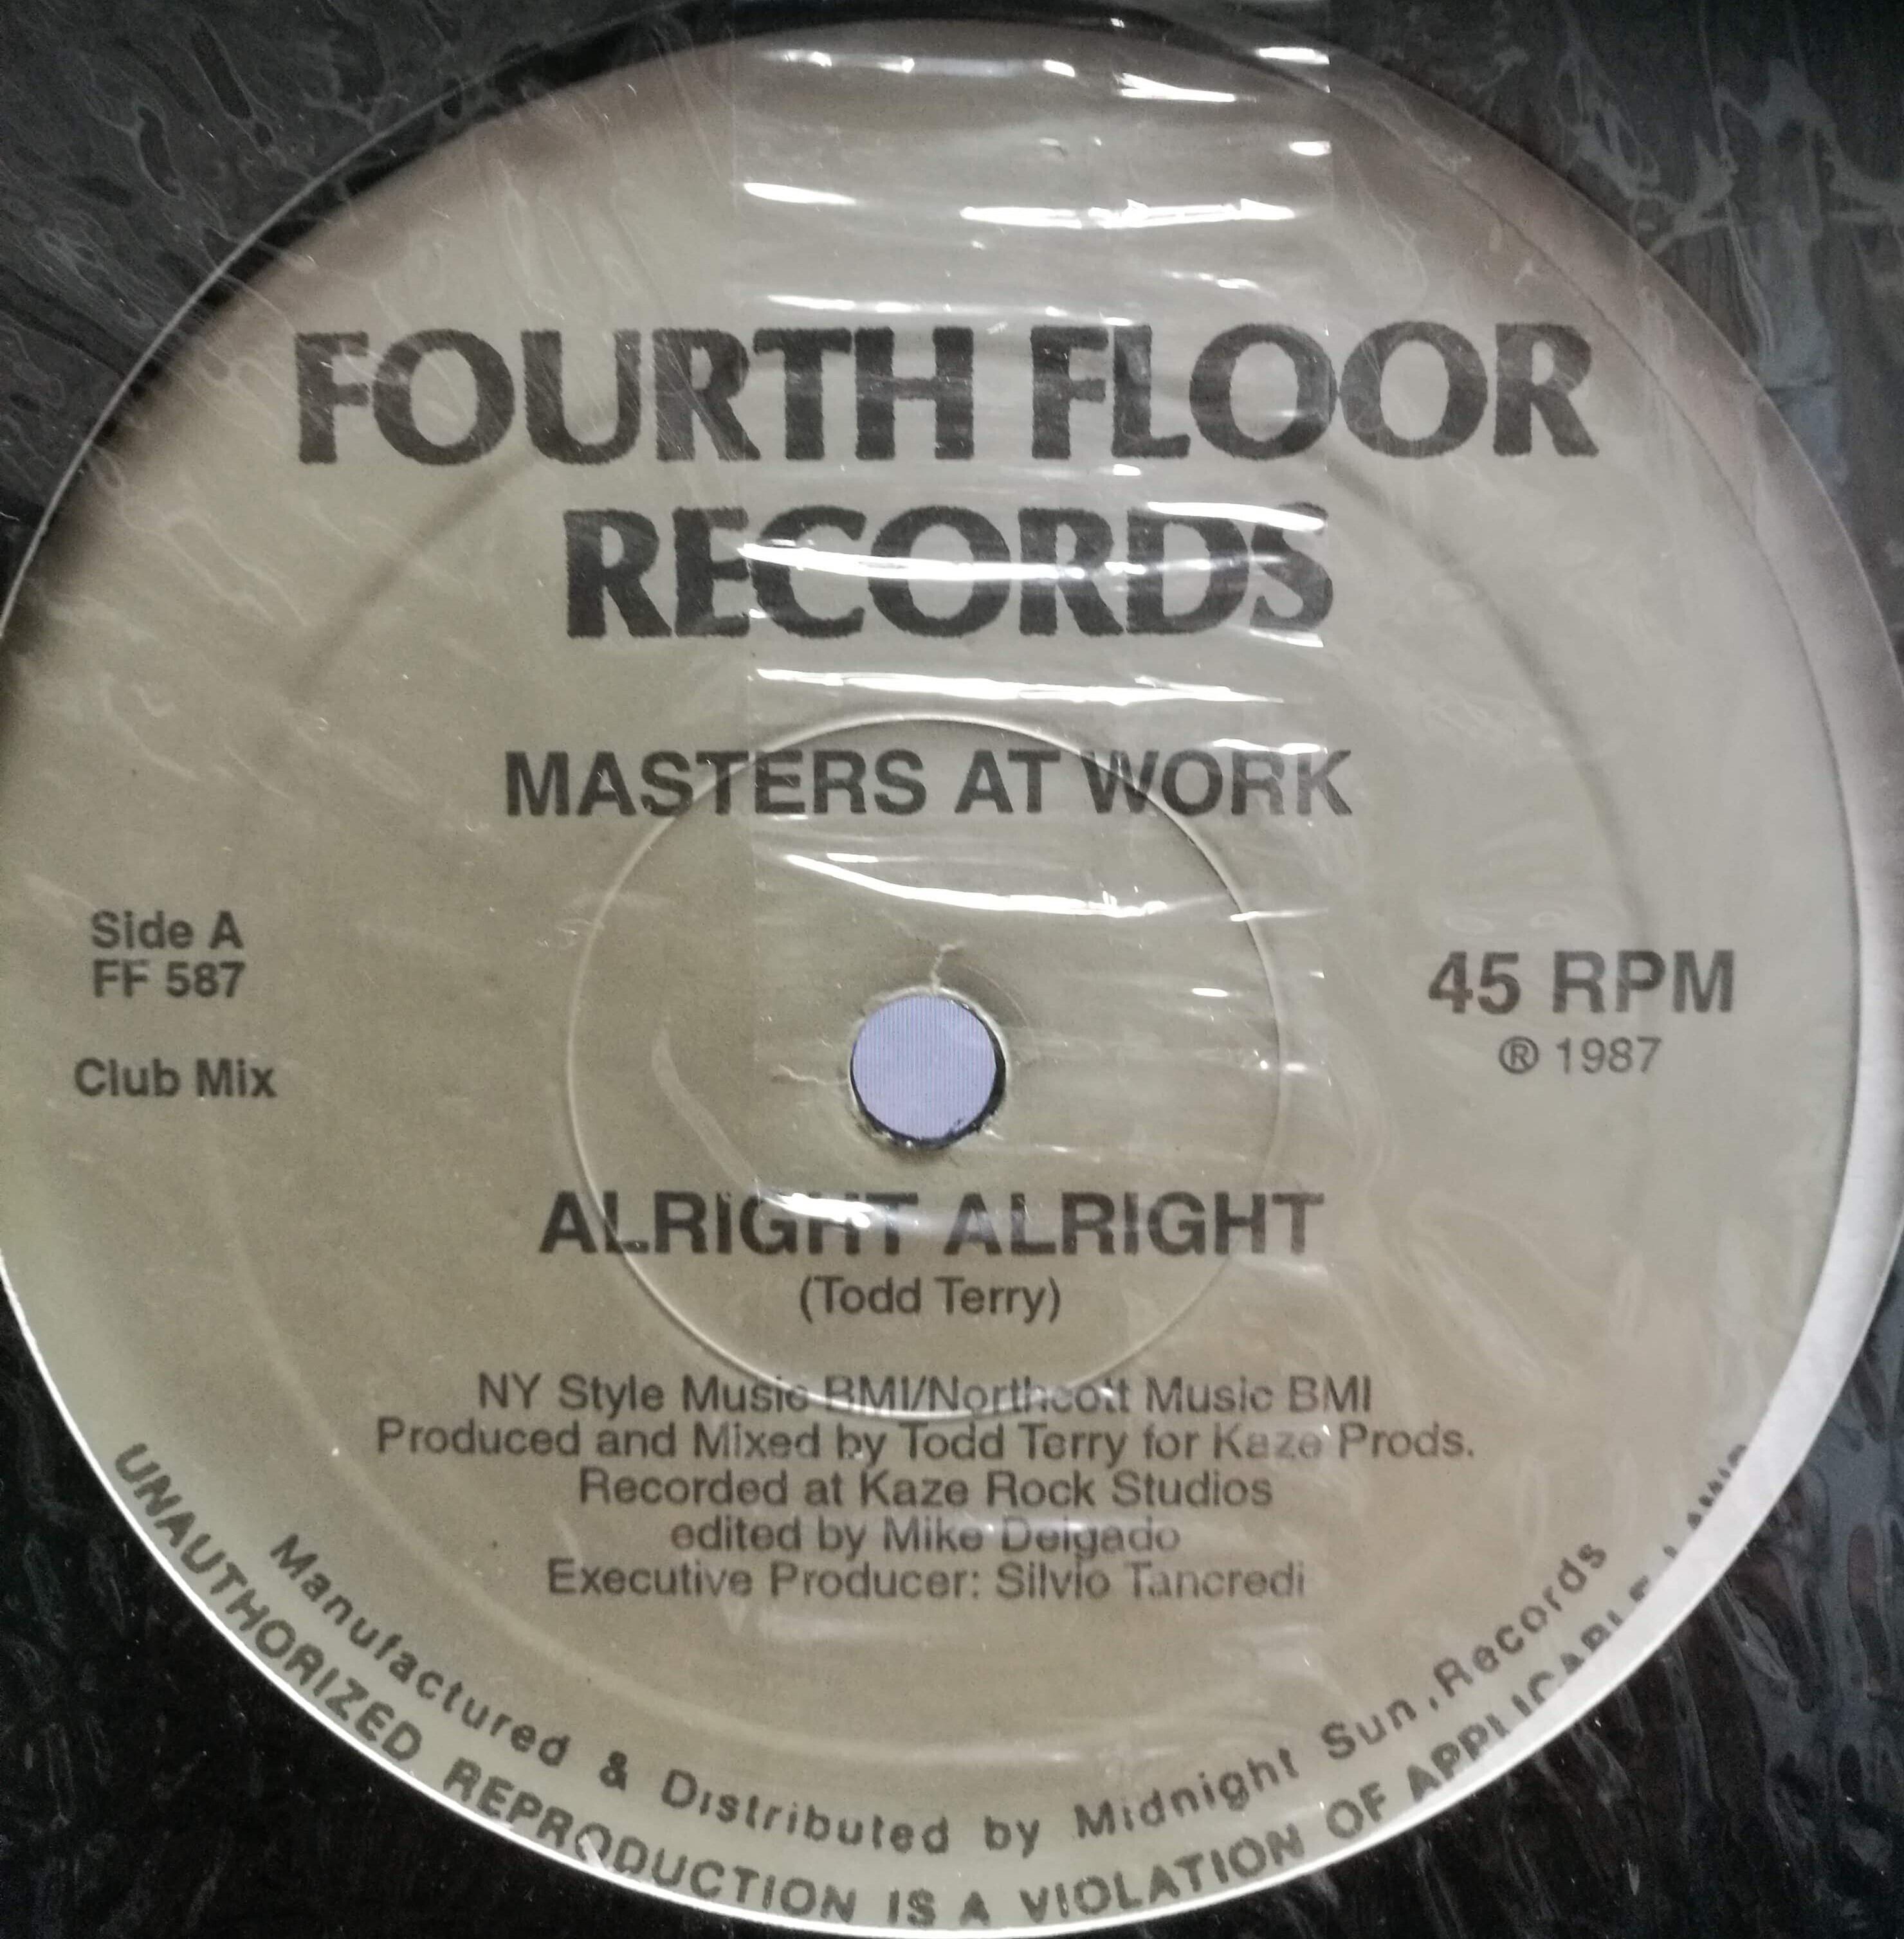 FOURTH FLOOR
RECORDS
MASTERS AT WORK
Side A
FF 587
Club Mix
45 RPM
® 1987
ALRIGHT ALRIGHT
(Todd Terry)
NY Style Music BMI/Northcott Music BMI
Produced and Mixed by Todd Terry for Kaze Prods.
Recorded at Kaze Rock Studios
edited by Mike Delgado
Executive Producer: Silvio Tancredi
Manufactured & Distributed by Midnight Sun, Records
UNAUTHORIZED REPRODUCTION IS A VIOLATION OF APPLICABLE LAWS